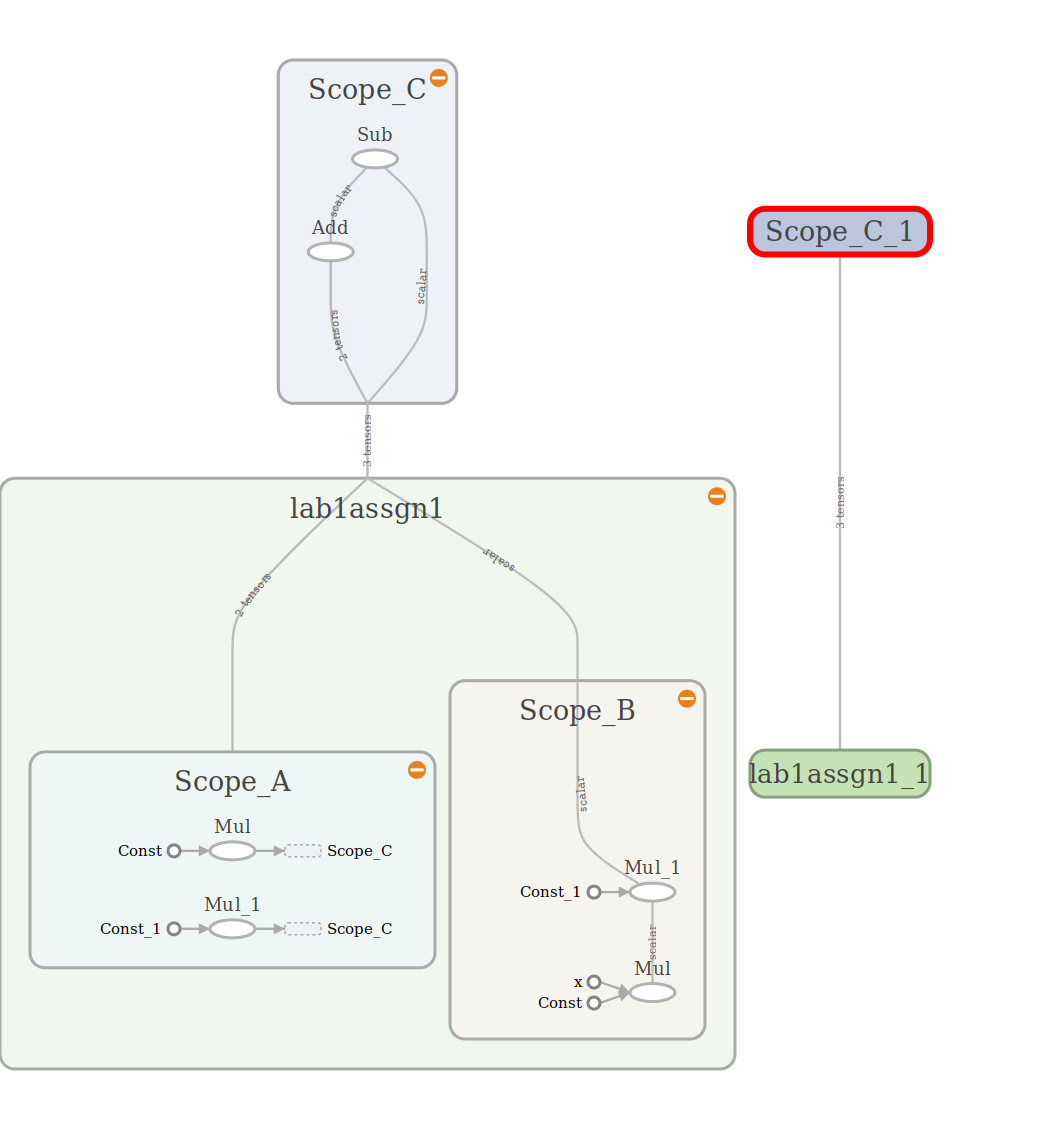 Scope_C
Sub
scalar
Add
scalar
2 tensors
3 tensors
Scope_C_1
3 tensors
lab1assgn1_1
lab1assgn1
scalar
2 tensors
Scope_B
scalar
Mul_1
Const_1
scalar
Mul
x
Const
Scope_A
Mul
Const
Scope_C
Mul_1
Const_1
Scope_C